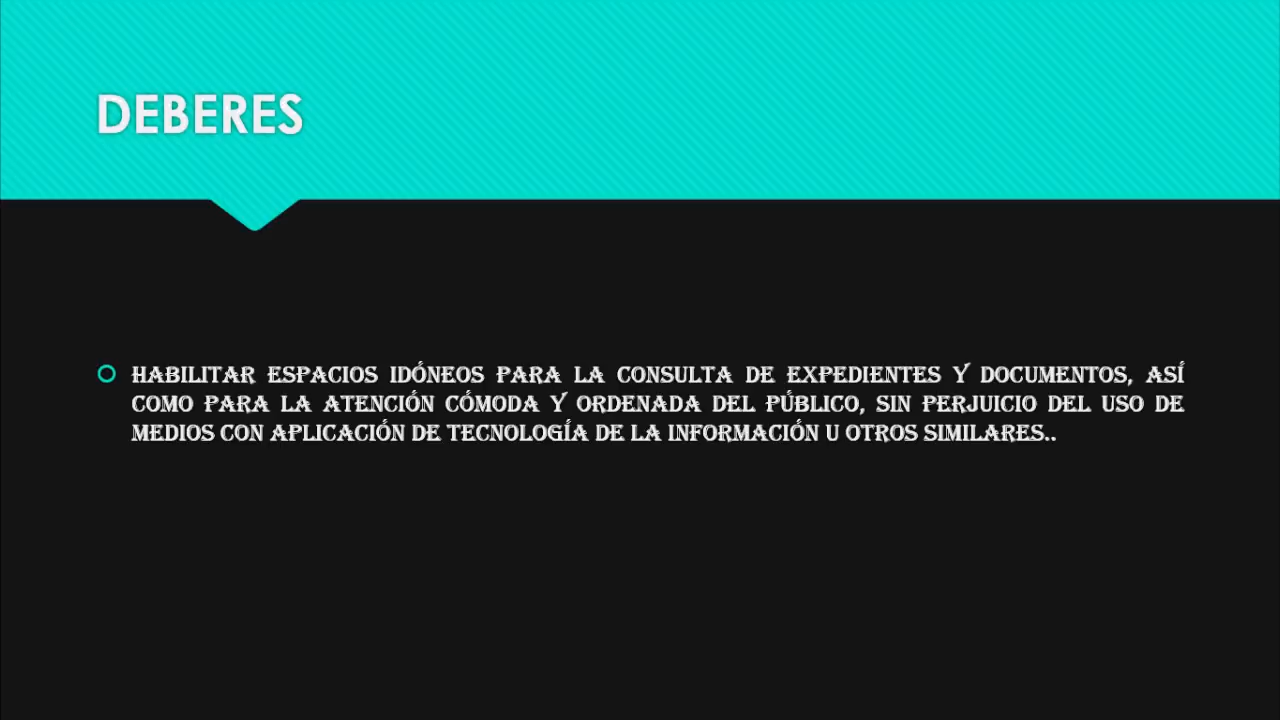 DEBERES
HABILITAR ESPACIOS IDÓNEOS PARA LA CONSULTA DE EXPEDIENTES Y DOCUMENTOS, ASÍ
COMO PARA LA ATENCIÓN CÓMODA Y ORDENADA DEL PÚBLICO, SIN PERJUICIO DEL USO DE
MEDIOS CON APLICACIÓN DE TECNOLOGÍA DE LA INFORMACIÓN U OTROS SIMILARES..